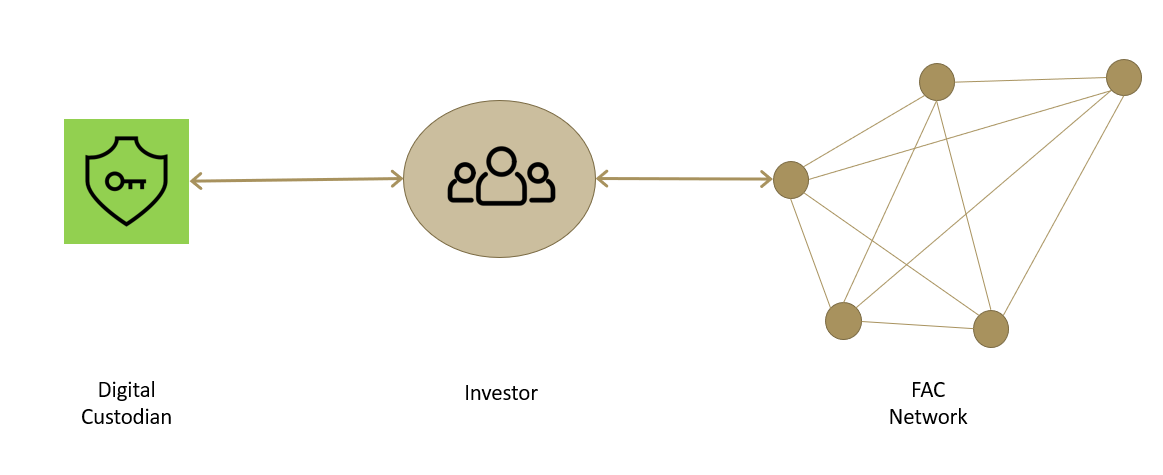 Digital
Custodian
Investor
FAC
Network